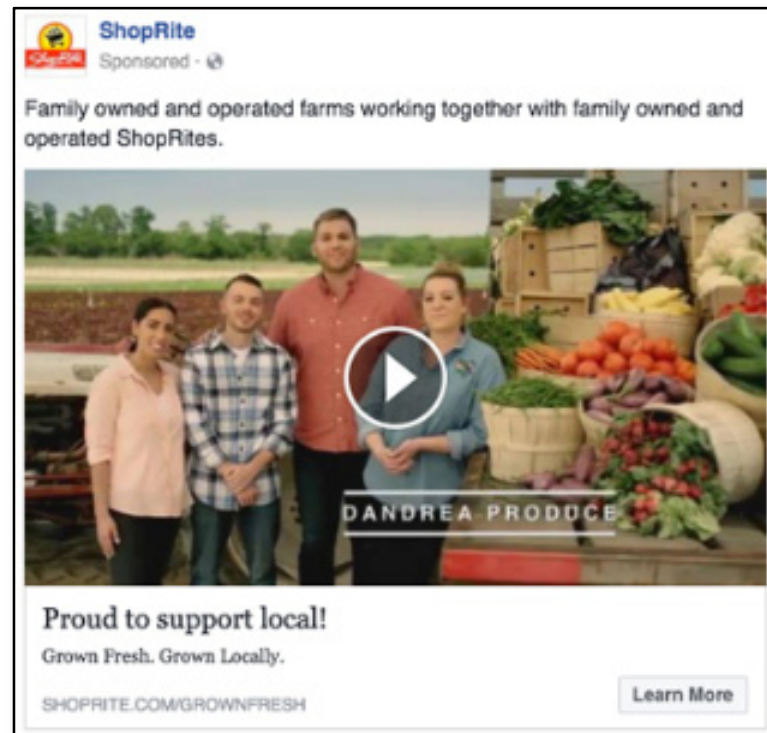 ShopRite
ShopRite
Sponsored ·
Family owned and operated farms working together with family owned and
operated ShopRites.
DANDREA PRODUCE
Proud to support local!
Grown Fresh. Grown Locally.
SHOPRITE.COM/GROWNFRESH
Learn More